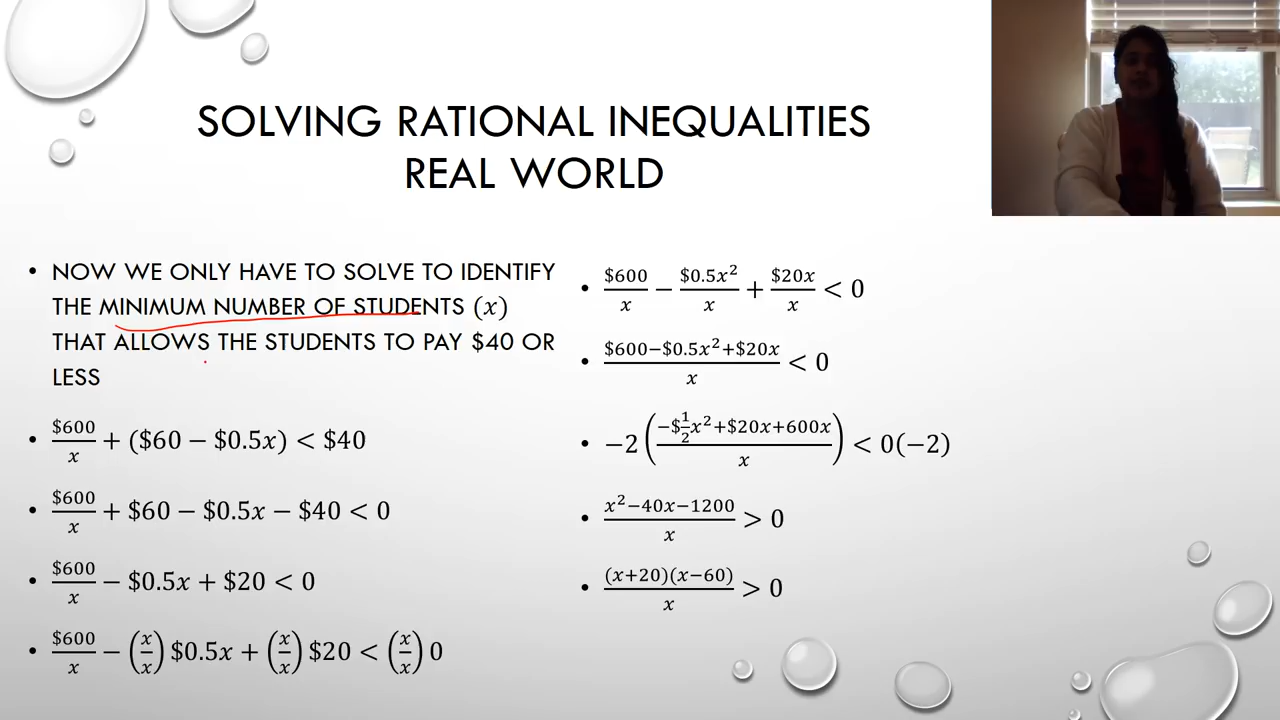 SOLVING RATIONAL INEQUALITIES
REAL WORLD
• NOW WE ONLY HAVE TO SOLVE TO IDENTIFY
THE MINIMUM NUMBER OF STUDENTS (x)
THAT ALLOWS THE STUDENTS TO PAY $40 OR
LESS
• $600/x + ($60 − $0.5x) < $40
• $600/x + $60 − $0.5x − $40 < 0
• $600/x − $0.5x + $20 < 0
• $600/x − (x/x) $0.5x + (x/x) $20 < (x/x) 0
• $600/x − $0.5x²/x + $20x/x < 0
• ($600−$0.5x²+$20x)/x < 0
• −2((−$½x²+$20x+600x)/x) < 0(−2)
• (x²−40x−1200)/x > 0
• ((x+20)(x−60))/x > 0